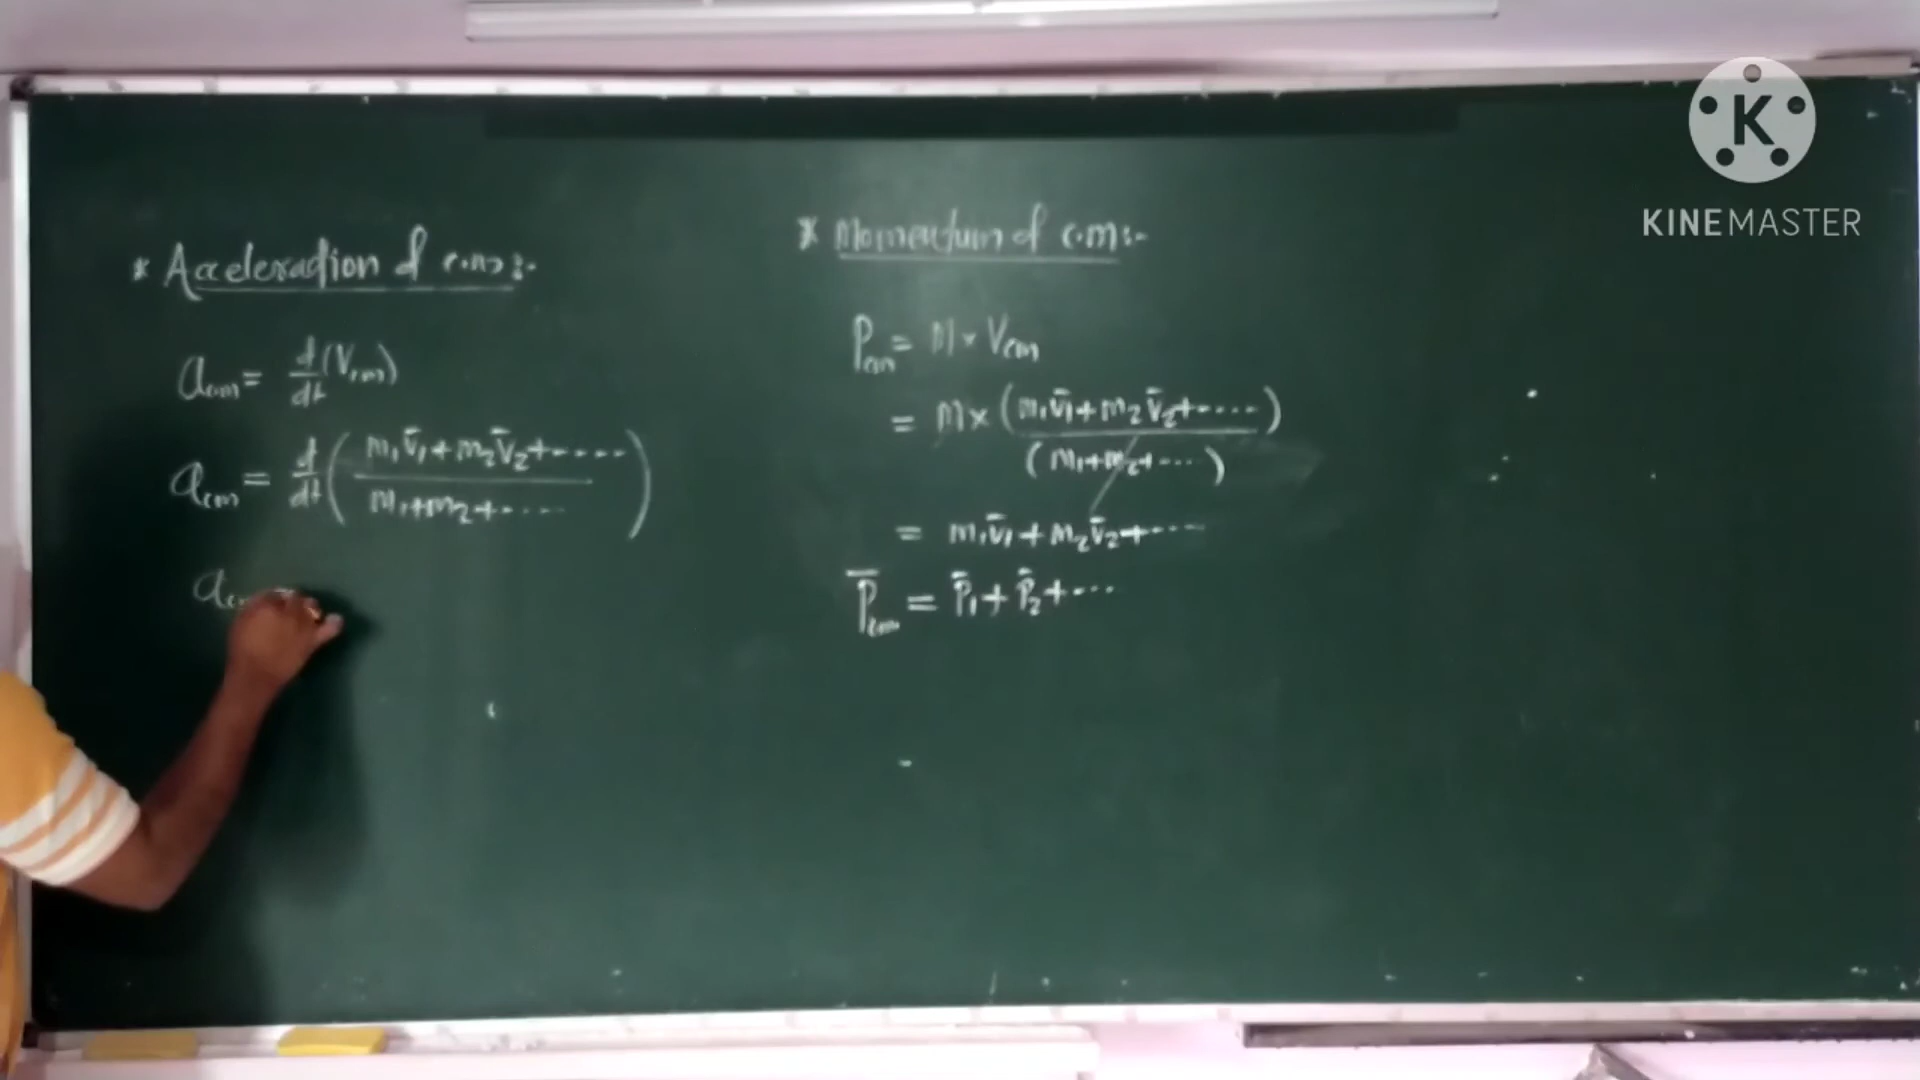 * Acceleration of c.m:-
a_cm = d/dt (V_cm)
a_cm = d/dt ( (m₁v̄₁ + m₂v̄₂ + ....) / (m₁+m₂+....) )
a_cm =
* Momentum of c.m:-
P_cm = M × V_cm
= M × ( (m₁v̄₁ + m₂v̄₂ + ....) / (m₁+m₂+...) )
= m₁v̄₁ + m₂v̄₂ + ....
P̄_cm = P̄₁ + P̄₂ + ...
K
KINEMASTER